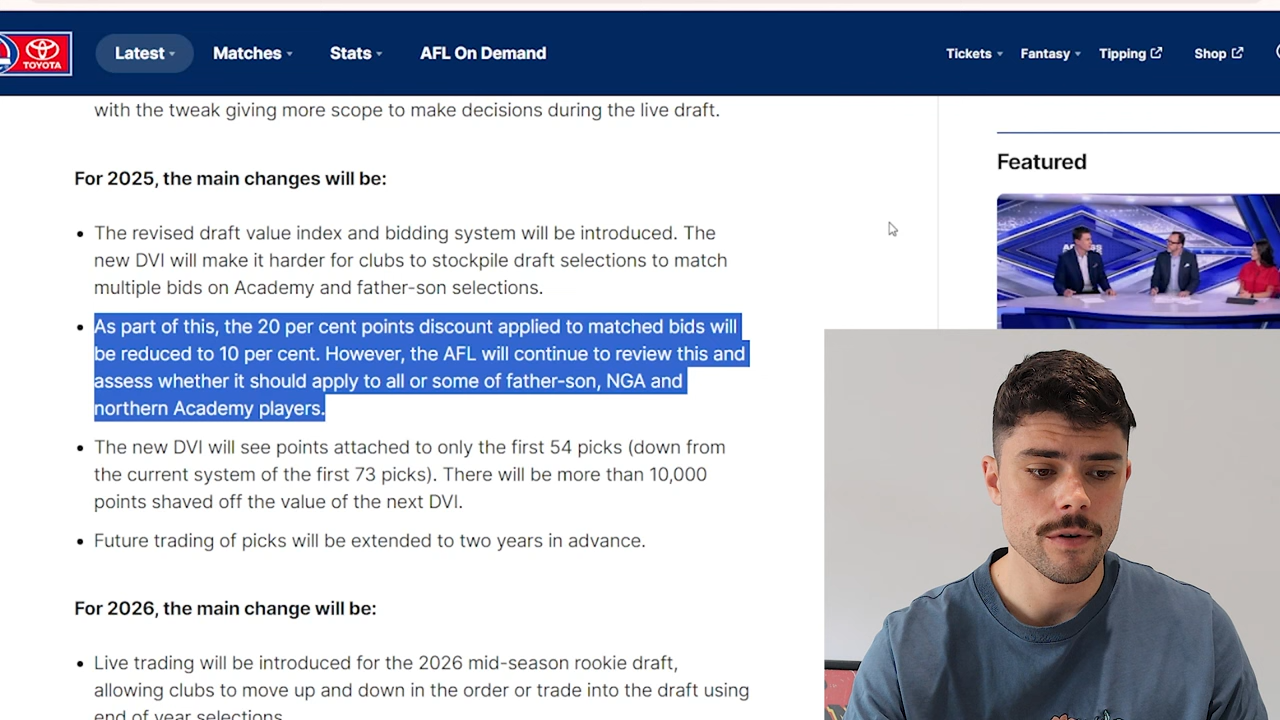 TOYOTA
Latest
Matches
Stats
AFL On Demand
Tickets
Fantasy
Tipping
Shop
with the tweak giving more scope to make decisions during the live draft.
For 2025, the main changes will be:
• The revised draft value index and bidding system will be introduced. The
new DVI will make it harder for clubs to stockpile draft selections to match
multiple bids on Academy and father-son selections.
• As part of this, the 20 per cent points discount applied to matched bids will
be reduced to 10 per cent. However, the AFL will continue to review this and
assess whether it should apply to all or some of father-son, NGA and
northern Academy players.
• The new DVI will see points attached to only the first 54 picks (down from
the current system of the first 73 picks). There will be more than 10,000
points shaved off the value of the next DVI.
• Future trading of picks will be extended to two years in advance.
For 2026, the main change will be:
• Live trading will be introduced for the 2026 mid-season rookie draft,
allowing clubs to move up and down in the order or trade into the draft using
end of year selections.
Featured